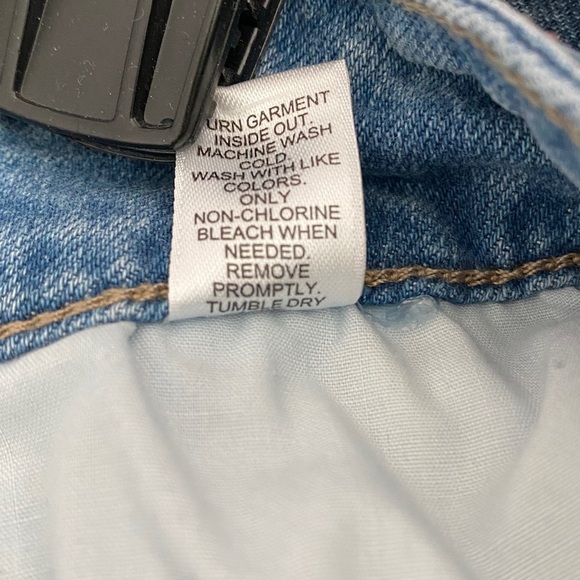 URN GARMENT
INSIDE OUT.
MACHINE WASH
COLD.
WASH WITH LIKE
COLORS.
ONLY
NON-CHLORINE
BLEACH WHEN
NEEDED.
REMOVE
PROMPTLY.
TUMBLE DRY